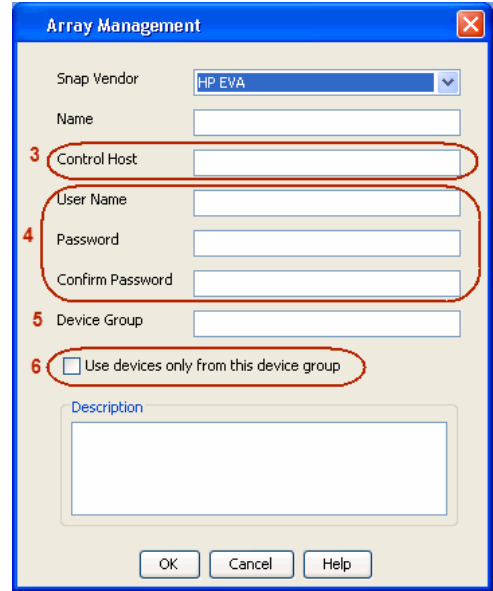 Array Management
Snap Vendor HP EVA
Name
3 Control Host
User Name
4 Password
Confirm Password
5 Device Group
6 Use devices only from this device group
Description
OK Cancel Help